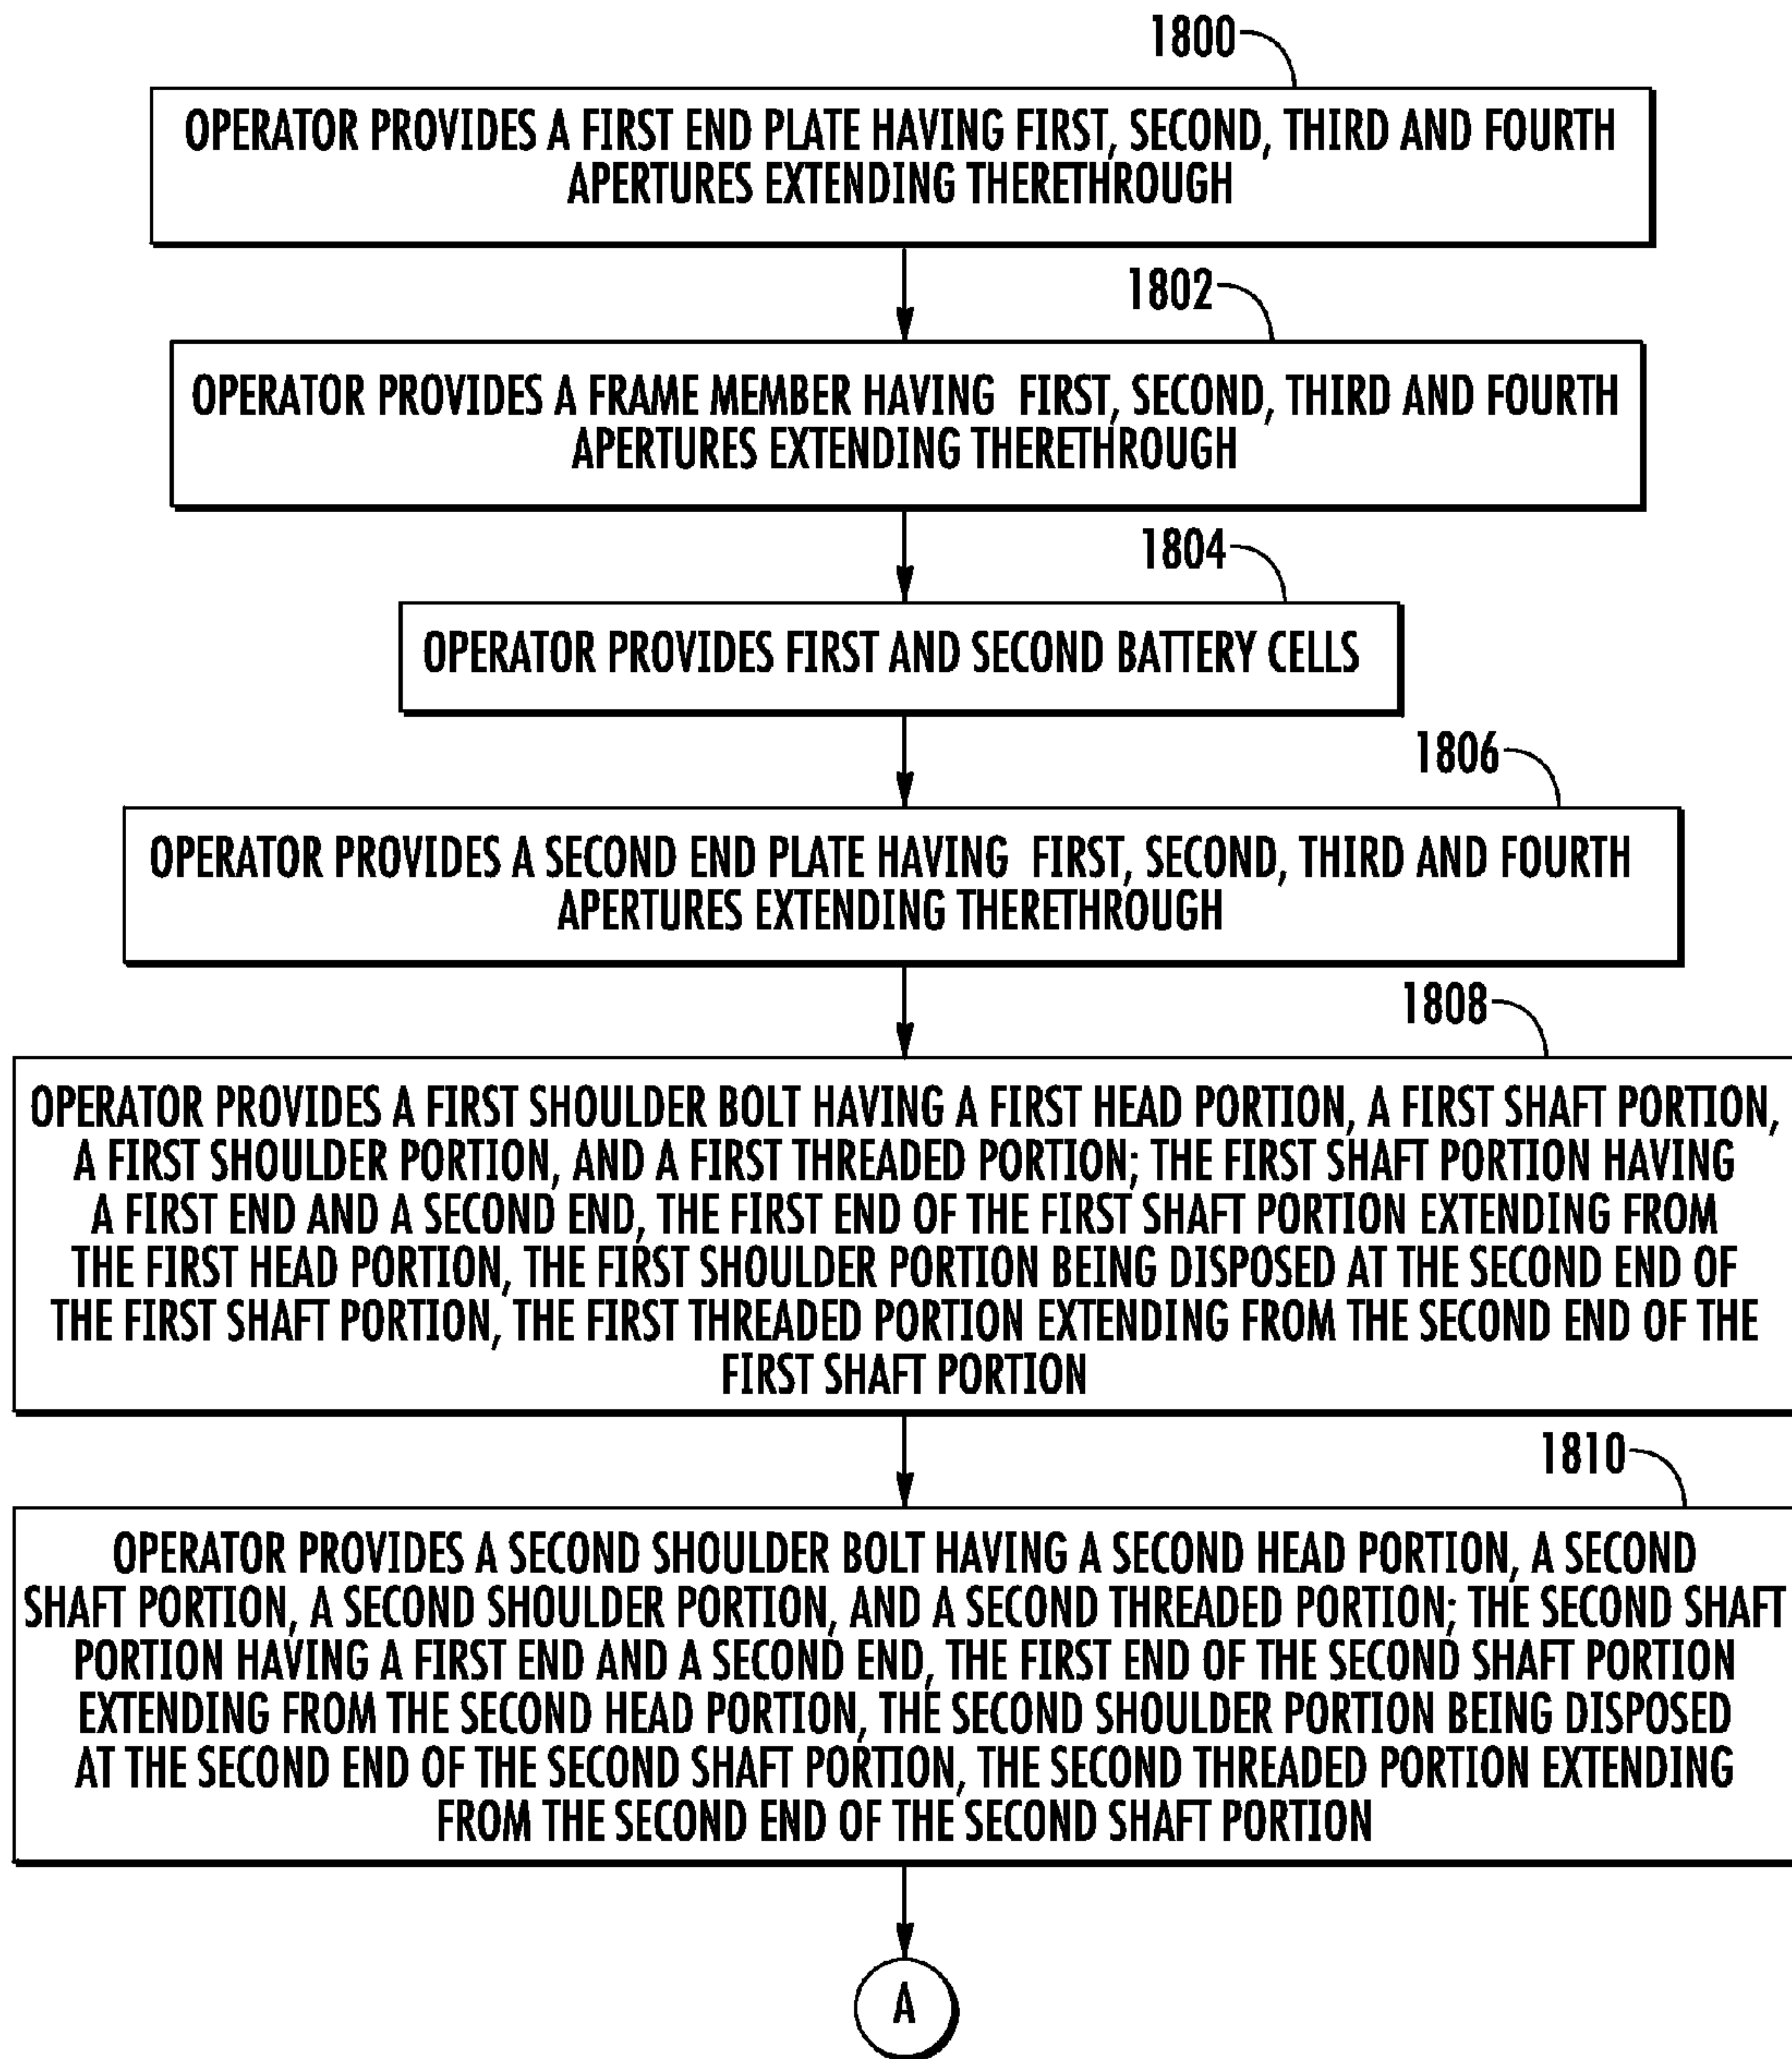 1800
OPERATOR PROVIDES A FIRST END PLATE HAVING FIRST, SECOND, THIRD AND FOURTH
APERTURES EXTENDING THERETHROUGH
1802
OPERATOR PROVIDES A FRAME MEMBER HAVING FIRST, SECOND, THIRD AND FOURTH
APERTURES EXTENDING THERETHROUGH
1804
OPERATOR PROVIDES FIRST AND SECOND BATTERY CELLS
1806
OPERATOR PROVIDES A SECOND END PLATE HAVING FIRST, SECOND, THIRD AND FOURTH
APERTURES EXTENDING THERETHROUGH
1808
OPERATOR PROVIDES A FIRST SHOULDER BOLT HAVING A FIRST HEAD PORTION, A FIRST SHAFT PORTION,
A FIRST SHOULDER PORTION, AND A FIRST THREADED PORTION; THE FIRST SHAFT PORTION HAVING
A FIRST END AND A SECOND END, THE FIRST END OF THE FIRST SHAFT PORTION EXTENDING FROM
THE FIRST HEAD PORTION, THE FIRST SHOULDER PORTION BEING DISPOSED AT THE SECOND END OF
THE FIRST SHAFT PORTION, THE FIRST THREADED PORTION EXTENDING FROM THE SECOND END OF THE
FIRST SHAFT PORTION
1810
OPERATOR PROVIDES A SECOND SHOULDER BOLT HAVING A SECOND HEAD PORTION, A SECOND
SHAFT PORTION, A SECOND SHOULDER PORTION, AND A SECOND THREADED PORTION; THE SECOND SHAFT
PORTION HAVING A FIRST END AND A SECOND END, THE FIRST END OF THE SECOND SHAFT PORTION
EXTENDING FROM THE SECOND HEAD PORTION, THE SECOND SHOULDER PORTION BEING DISPOSED
AT THE SECOND END OF THE SECOND SHAFT PORTION, THE SECOND THREADED PORTION EXTENDING
FROM THE SECOND END OF THE SECOND SHAFT PORTION
A